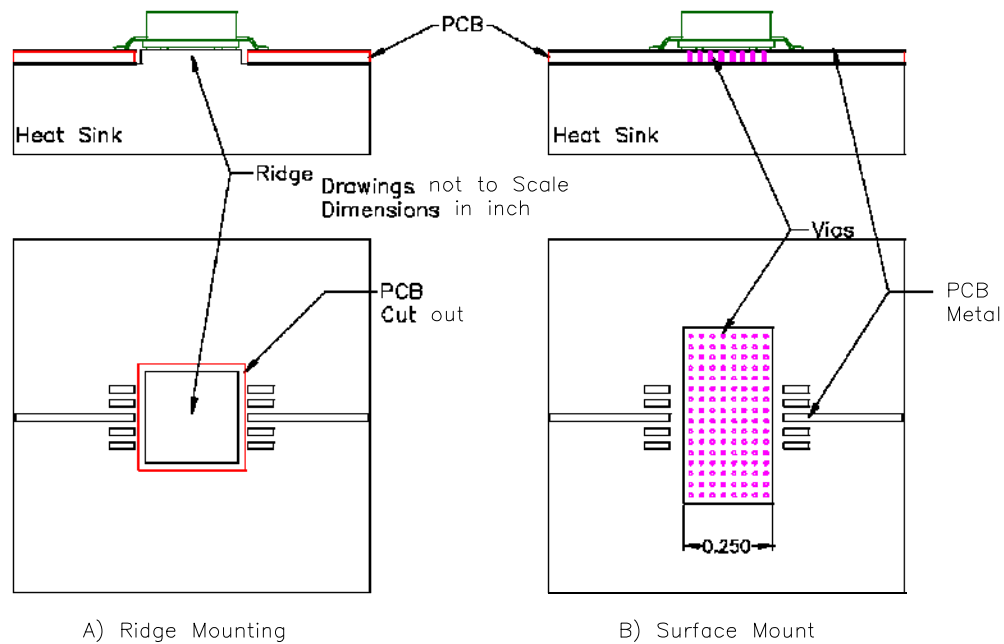 PCB
Heat Sink
Heat Sink
Ridge
Drawings not to Scale
Dimensions in inch
Vias
PCB
Cut out
PCB
Metal
0.250
A) Ridge Mounting
B) Surface Mount